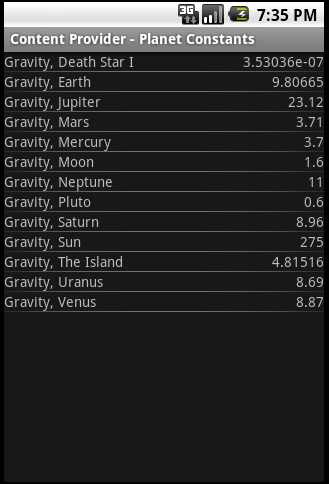 3G 7:35 PM
Content Provider - Planet Constants
Gravity, Death Star I 3.53036e-07
Gravity, Earth 9.80665
Gravity, Jupiter 23.12
Gravity, Mars 3.71
Gravity, Mercury 3.7
Gravity, Moon 1.6
Gravity, Neptune 11
Gravity, Pluto 0.6
Gravity, Saturn 8.96
Gravity, Sun 275
Gravity, The Island 4.81516
Gravity, Uranus 8.69
Gravity, Venus 8.87